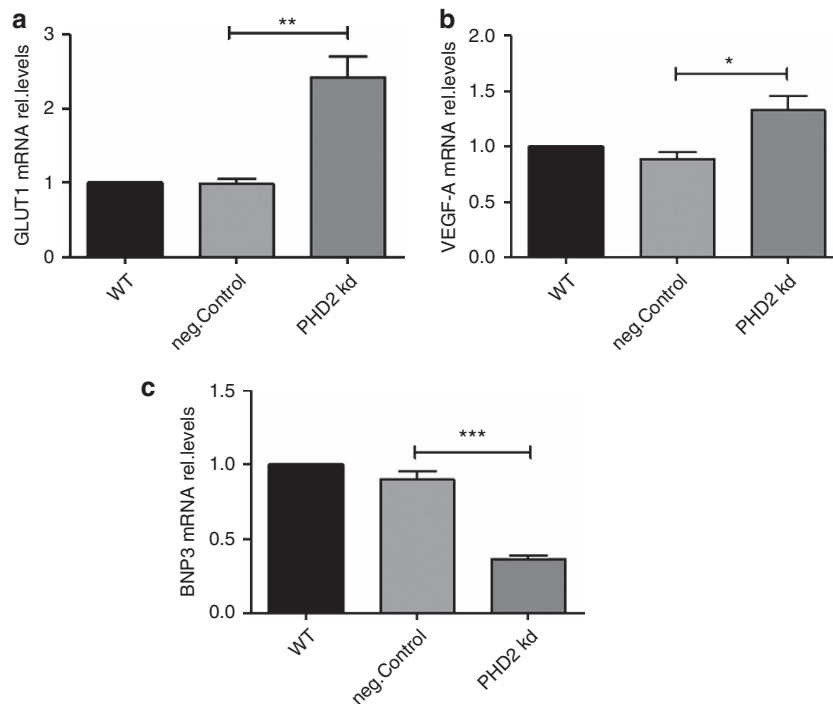 a
GLUT1 mRNA rel.levels
3
2
1
0
**
WT
neg.Control
PHD2 kd
b
VEGF-A mRNA rel.levels
2.0
1.5
1.0
0.5
0.0
*
WT
neg.Control
PHD2 kd
c
BNP3 mRNA rel.levels
1.5
1.0
0.5
0.0
***
WT
neg.Control
PHD2 kd